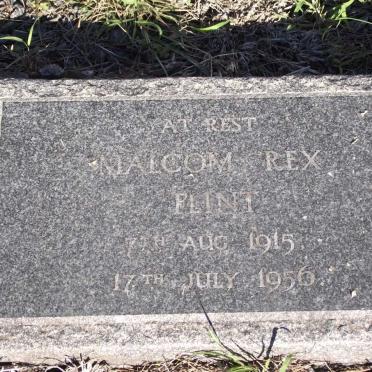 AT REST
MALCOM REX
FLINT
7TH AUG 1915
17TH JULY 1956